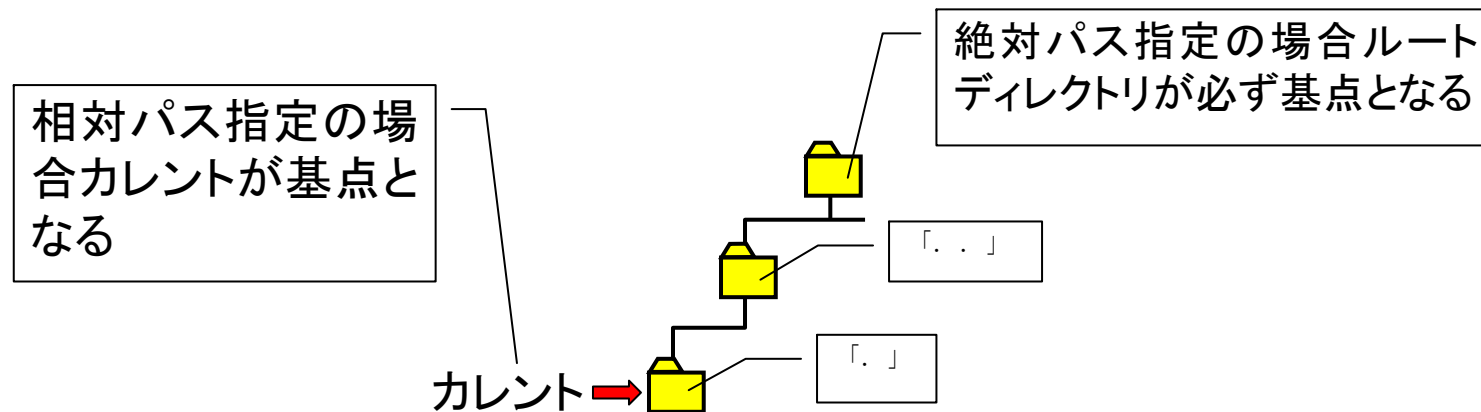 絶対パス指定の場合ルート
ディレクトリが必ず基点となる
相対パス指定の場
合カレントが基点と
なる
「. . 」
「. 」
カレント